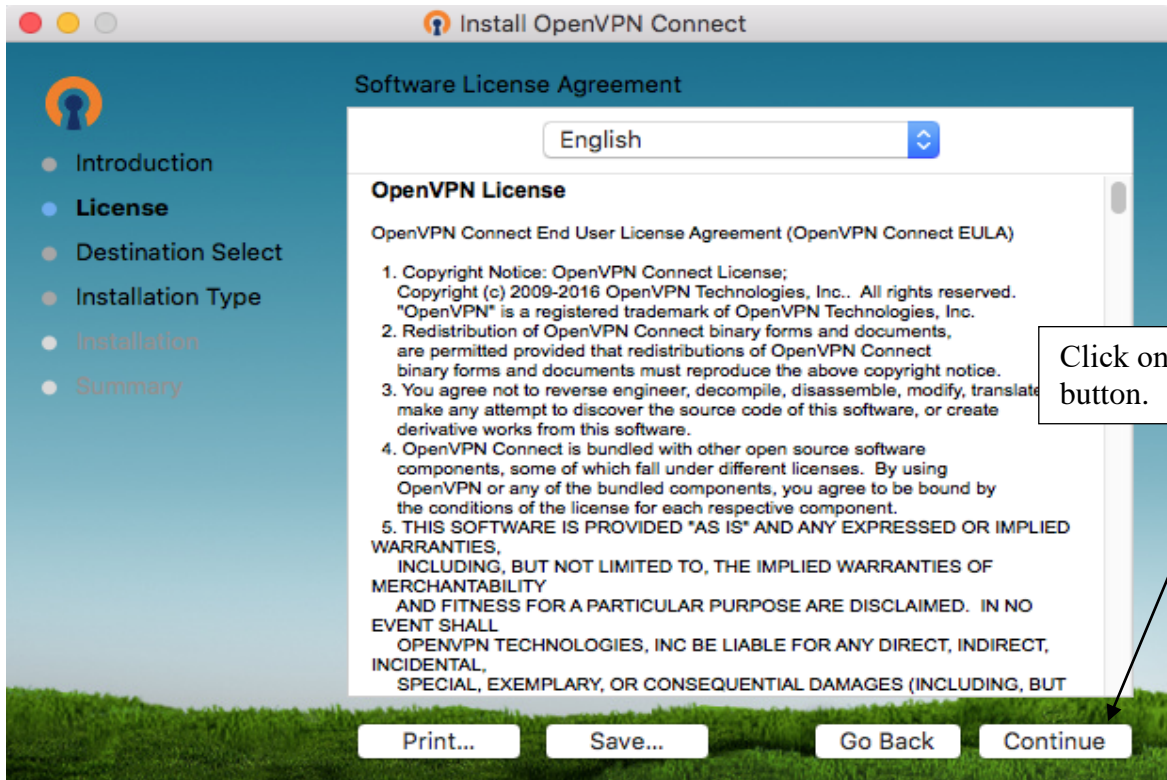 Install OpenVPN Connect
Introduction
License
Destination Select
Installation Type
Installation
Summary
Software License Agreement
English
OpenVPN License
OpenVPN Connect End User License Agreement (OpenVPN Connect EULA)
1. Copyright Notice: OpenVPN Connect License;
Copyright (c) 2009-2016 OpenVPN Technologies, Inc.. All rights reserved.
"OpenVPN" is a registered trademark of OpenVPN Technologies, Inc.
2. Redistribution of OpenVPN Connect binary forms and documents,
are permitted provided that redistributions of OpenVPN Connect
binary forms and documents must reproduce the above copyright notice.
3. You agree not to reverse engineer, decompile, disassemble, modify, translate
make any attempt to discover the source code of this software, or create
derivative works from this software.
4. OpenVPN Connect is bundled with other open source software
components, some of which fall under different licenses. By using
OpenVPN or any of the bundled components, you agree to be bound by
the conditions of the license for each respective component.
5. THIS SOFTWARE IS PROVIDED "AS IS" AND ANY EXPRESSED OR IMPLIED
WARRANTIES,
INCLUDING, BUT NOT LIMITED TO, THE IMPLIED WARRANTIES OF
MERCHANTABILITY
AND FITNESS FOR A PARTICULAR PURPOSE ARE DISCLAIMED. IN NO
EVENT SHALL
OPENVPN TECHNOLOGIES, INC BE LIABLE FOR ANY DIRECT, INDIRECT,
INCIDENTAL,
SPECIAL, EXEMPLARY, OR CONSEQUENTIAL DAMAGES (INCLUDING, BUT
Click on
button.
Print...
Save...
Go Back
Continue